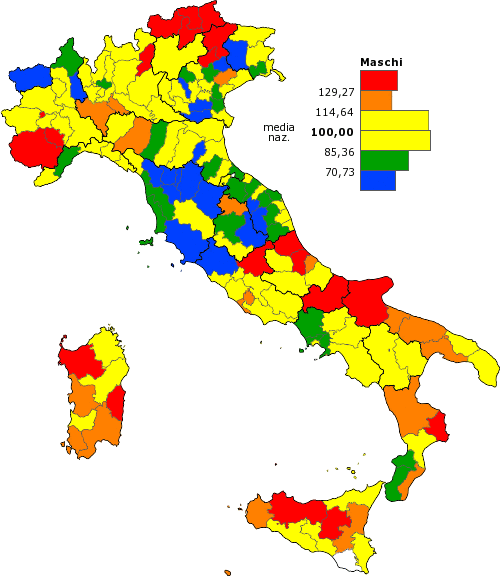 Maschi
129,27
114,64
media
naz.
100,00
85,36
70,73